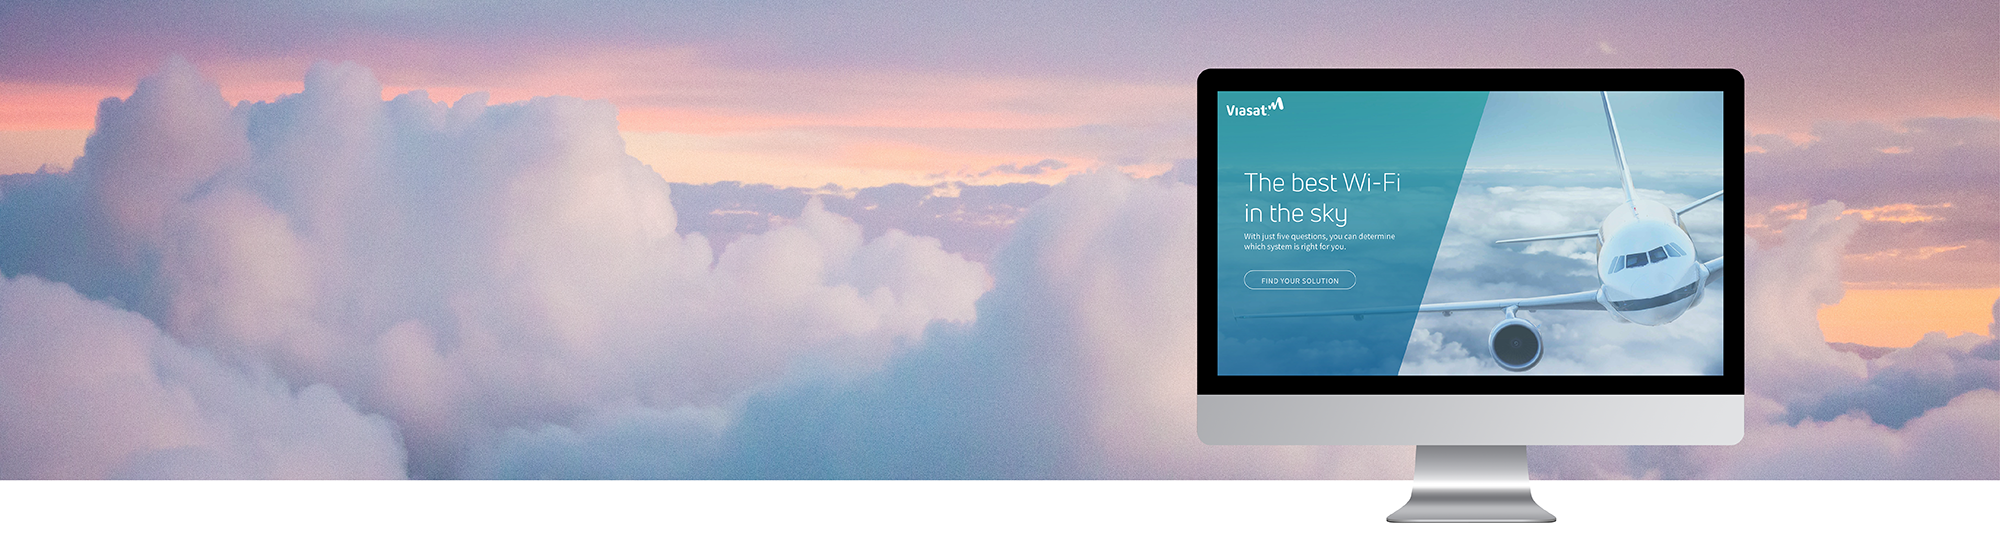 Viasat
The best Wi-Fi
in the sky
With just five questions, you can determine
which system is right for you.
FIND YOUR SOLUTION